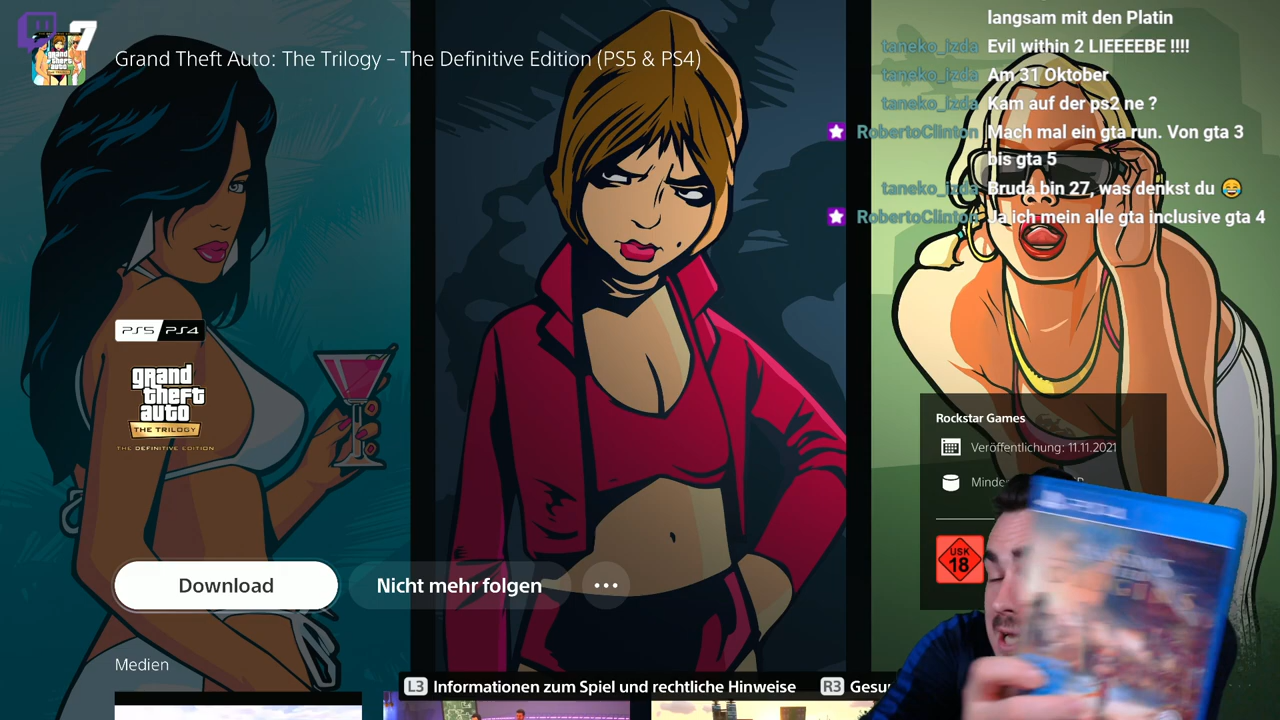 7
Grand Theft Auto: The Trilogy – The Definitive Edition (PS5 & PS4)
langsam mit den Platin
taneko_izda Evil within 2 LIEEEEBE !!!!
taneko_izda Am 31 Oktober
taneko_izda Kam auf der ps2 ne ?
RobertoClinton Mach mal ein gta run. Von gta 3
bis gta 5
taneko_izda Bruda bin 27, was denkst du 😂
RobertoClinton Ja ich mein alle gta inclusive gta 4
PS5 PS4
grand
theft
auto
THE TRILOGY
THE DEFINITIVE EDITION
Rockstar Games
Veröffentlichung: 11.11.2021
USK
18
Download
Nicht mehr folgen
•••
Medien
L3 Informationen zum Spiel und rechtliche Hinweise R3